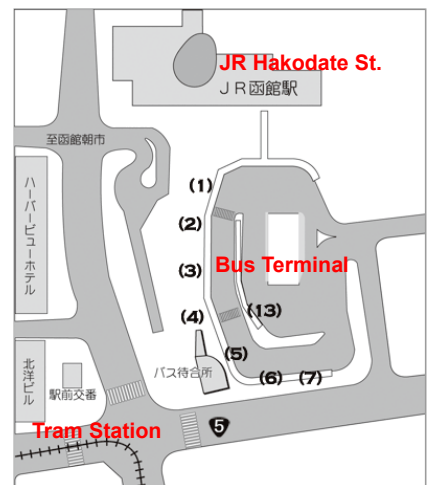 JR Hakodate St.
JR函館駅
至函館朝市
ハーバービューホテル
(1)
(2)
(3)
Bus Terminal
(4)
(13)
(5)
北洋ビル
駅前交番
バス待合所
(6)
(7)
Tram Station
5